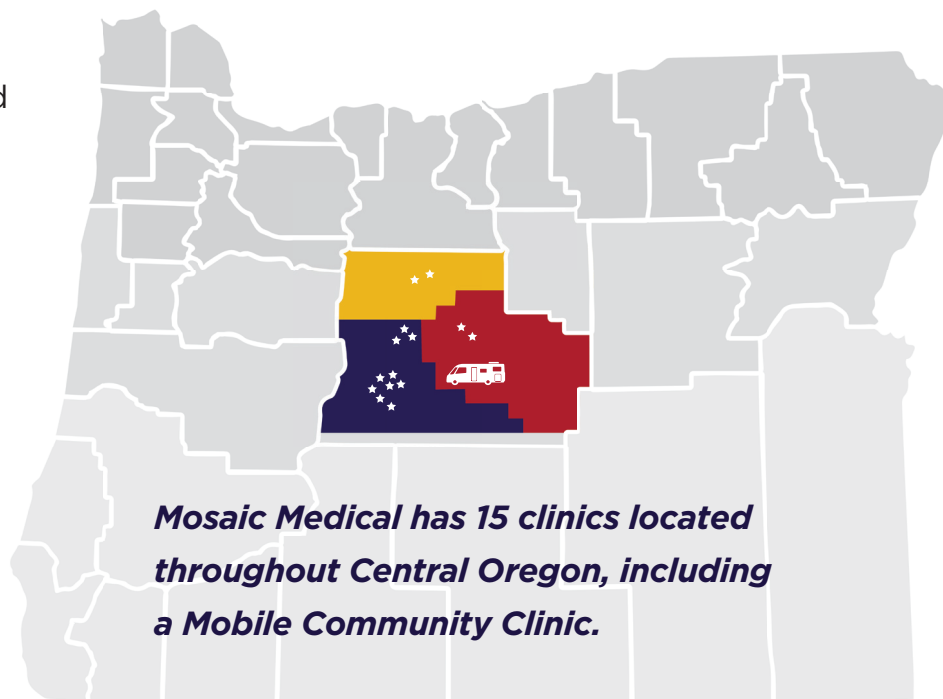 Mosaic Medical has 15 clinics located
throughout Central Oregon, including
a Mobile Community Clinic.